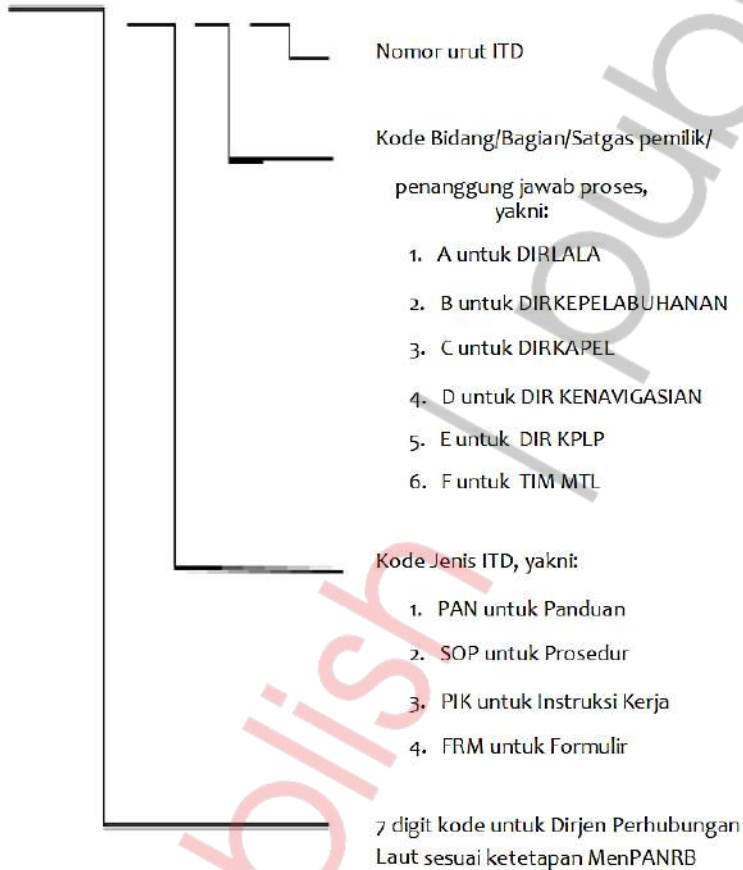 Nomor urut ITD
Kode Bidang/Bagian/Satgas pemilik/
penanggung jawab proses,
yakni:
1. A untuk DIRLALA
2. B untuk DIRKEPELABUHANAN
3. C untuk DIRKAPEL
4. D untuk DIR KENAVIGASIAN
5. E untuk DIR KPLP
6. F untuk TIM MTL
Kode Jenis ITD, yakni:
1. PAN untuk Panduan
2. SOP untuk Prosedur
3. PIK untuk Instruksi Kerja
4. FRM untuk Formulir
7 digit kode untuk Dirjen Perhubungan
Laut sesuai ketetapan MenPANRB
blish | pub